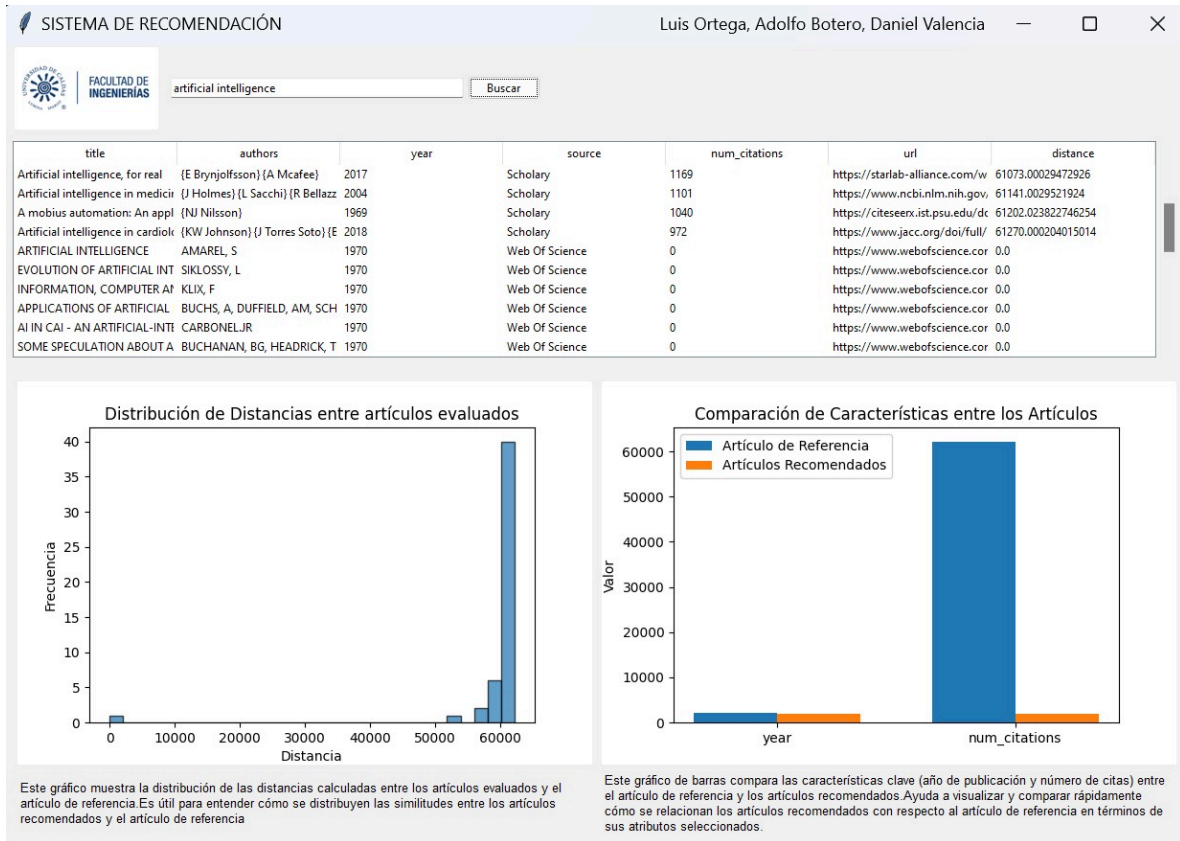 SISTEMA DE RECOMENDACIÓN
Luis Ortega, Adolfo Botero, Daniel Valencia
UNIVERSIDAD DE CALDAS
FACULTAD DE
INGENIERÍAS
artificial intelligence
Buscar
title authors year source num_citations url distance
Artificial intelligence, for real {E Brynjolfsson} {A Mcafee} 2017 Scholary 1169 https://starlab-alliance.com/w 61073.00029472926
Artificial intelligence in medicin {J Holmes} {L Sacchi} {R Bellazz 2004 Scholary 1101 https://www.ncbi.nlm.nih.gov, 61141.0029521924
A mobius automation: An appl {NJ Nilsson} 1969 Scholary 1040 https://citeseerx.ist.psu.edu/dc 61202.023822746254
Artificial intelligence in cardiolo {KW Johnson} {J Torres Soto} {E 2018 Scholary 972 https://www.jacc.org/doi/full/ 61270.000204015014
ARTIFICIAL INTELLIGENCE AMAREL, S 1970 Web Of Science 0 https://www.webofscience.cor 0.0
EVOLUTION OF ARTIFICIAL INT SIKLOSSY, L 1970 Web Of Science 0 https://www.webofscience.cor 0.0
INFORMATION, COMPUTER AN KLIX, F 1970 Web Of Science 0 https://www.webofscience.cor 0.0
APPLICATIONS OF ARTIFICIAL BUCHS, A, DUFFIELD, AM, SCH 1970 Web Of Science 0 https://www.webofscience.cor 0.0
AI IN CAI - AN ARTIFICIAL-INTE CARBONELJR 1970 Web Of Science 0 https://www.webofscience.cor 0.0
SOME SPECULATION ABOUT A BUCHANAN, BG, HEADRICK, T 1970 Web Of Science 0 https://www.webofscience.cor 0.0
Distribución de Distancias entre artículos evaluados
40
35
30
25
20
15
10
5
0
Frecuencia
0 10000 20000 30000 40000 50000 60000
Distancia
Este gráfico muestra la distribución de las distancias calculadas entre los artículos evaluados y el
artículo de referencia.Es útil para entender cómo se distribuyen las similitudes entre los artículos
recomendados y el artículo de referencia
Comparación de Características entre los Artículos
Artículo de Referencia
Artículos Recomendados
60000
50000
40000
30000
20000
10000
0
Valor
year num_citations
Este gráfico de barras compara las características clave (año de publicación y número de citas) entre
el artículo de referencia y los artículos recomendados.Ayuda a visualizar y comparar rápidamente
cómo se relacionan los artículos recomendados con respecto al artículo de referencia en términos de
sus atributos seleccionados.